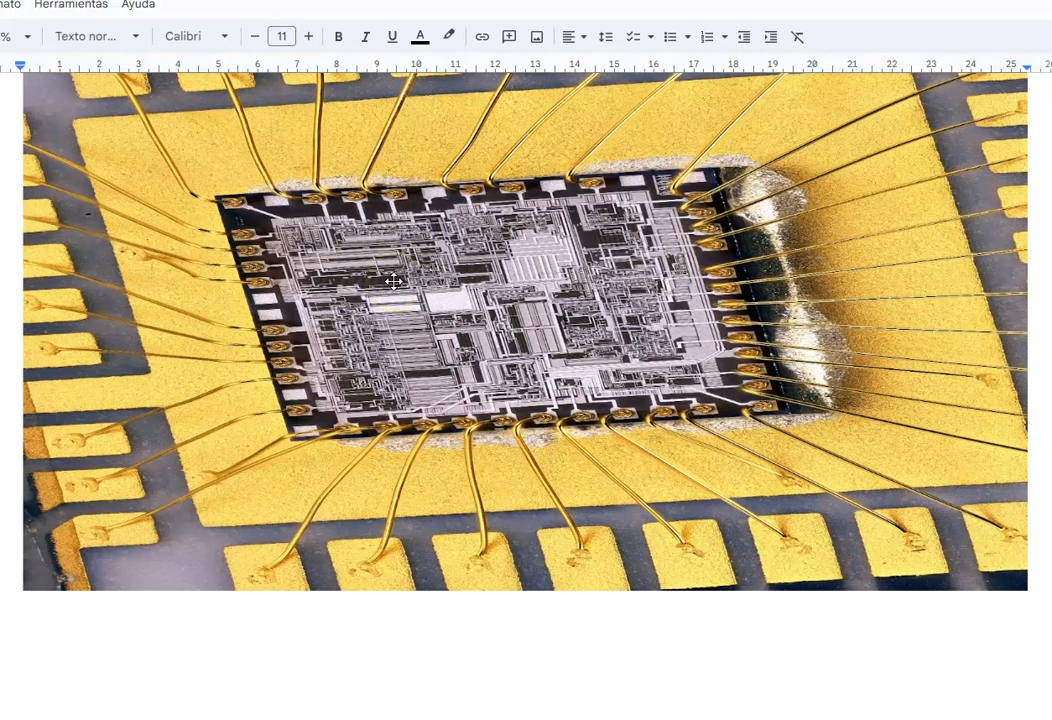 nato Herramientas Ayuda
% Texto nor... Calibri − 11 + B I U A
1 2 3 4 5 6 7 8 9 10 11 12 13 14 15 16 17 18 19 20 21 22 23 24 25